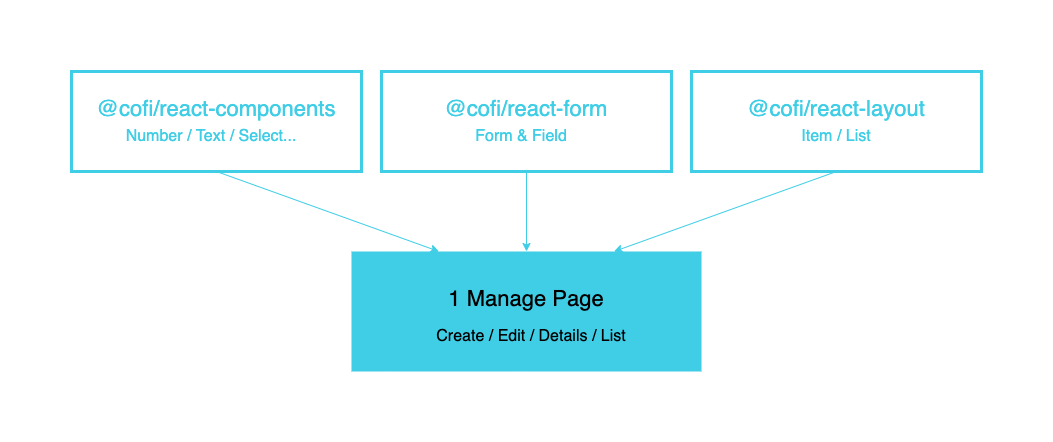 @cofi/react-components
Number / Text / Select...
@cofi/react-form
Form & Field
@cofi/react-layout
Item / List
1 Manage Page
Create / Edit / Details / List